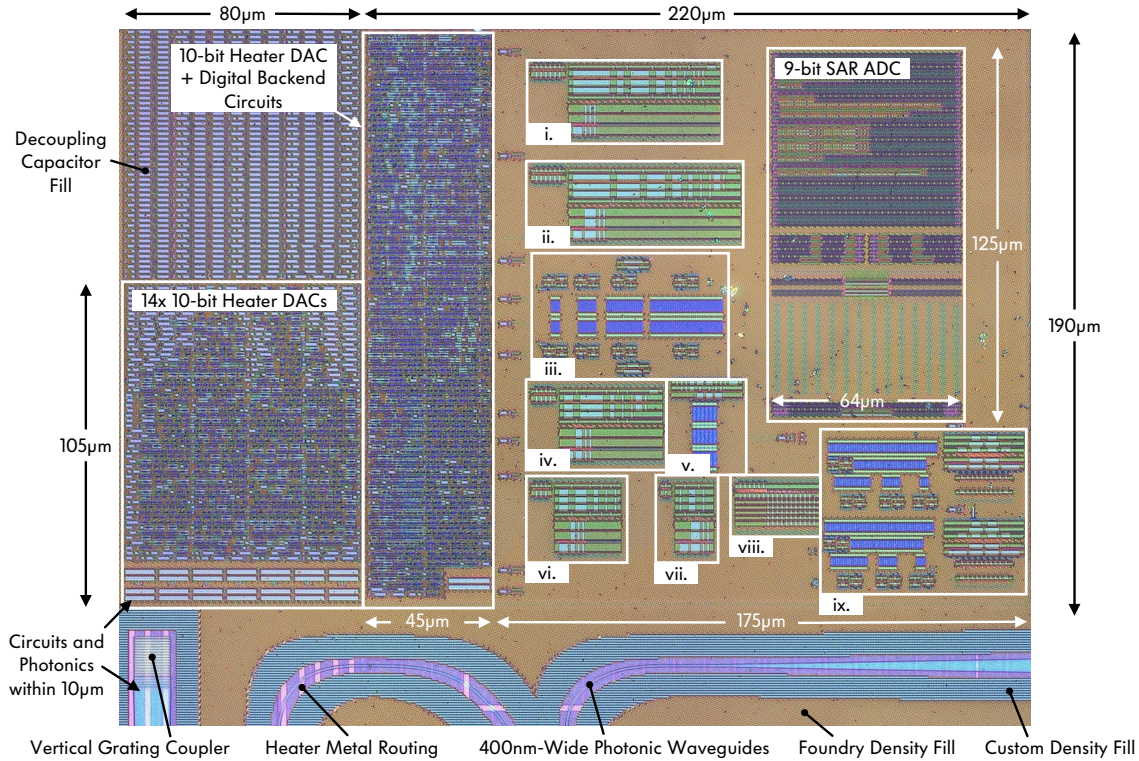 80μm
220μm
10-bit Heater DAC
+ Digital Backend
Circuits
9-bit SAR ADC
Decoupling
Capacitor
Fill
i.
ii.
125μm
14x 10-bit Heater DACs
190μm
iii.
64μm
105μm
iv.
v.
vi.
vii.
viii.
ix.
45μm
175μm
Circuits and
Photonics
within 10μm
Vertical Grating Coupler
Heater Metal Routing
400nm-Wide Photonic Waveguides
Foundry Density Fill
Custom Density Fill